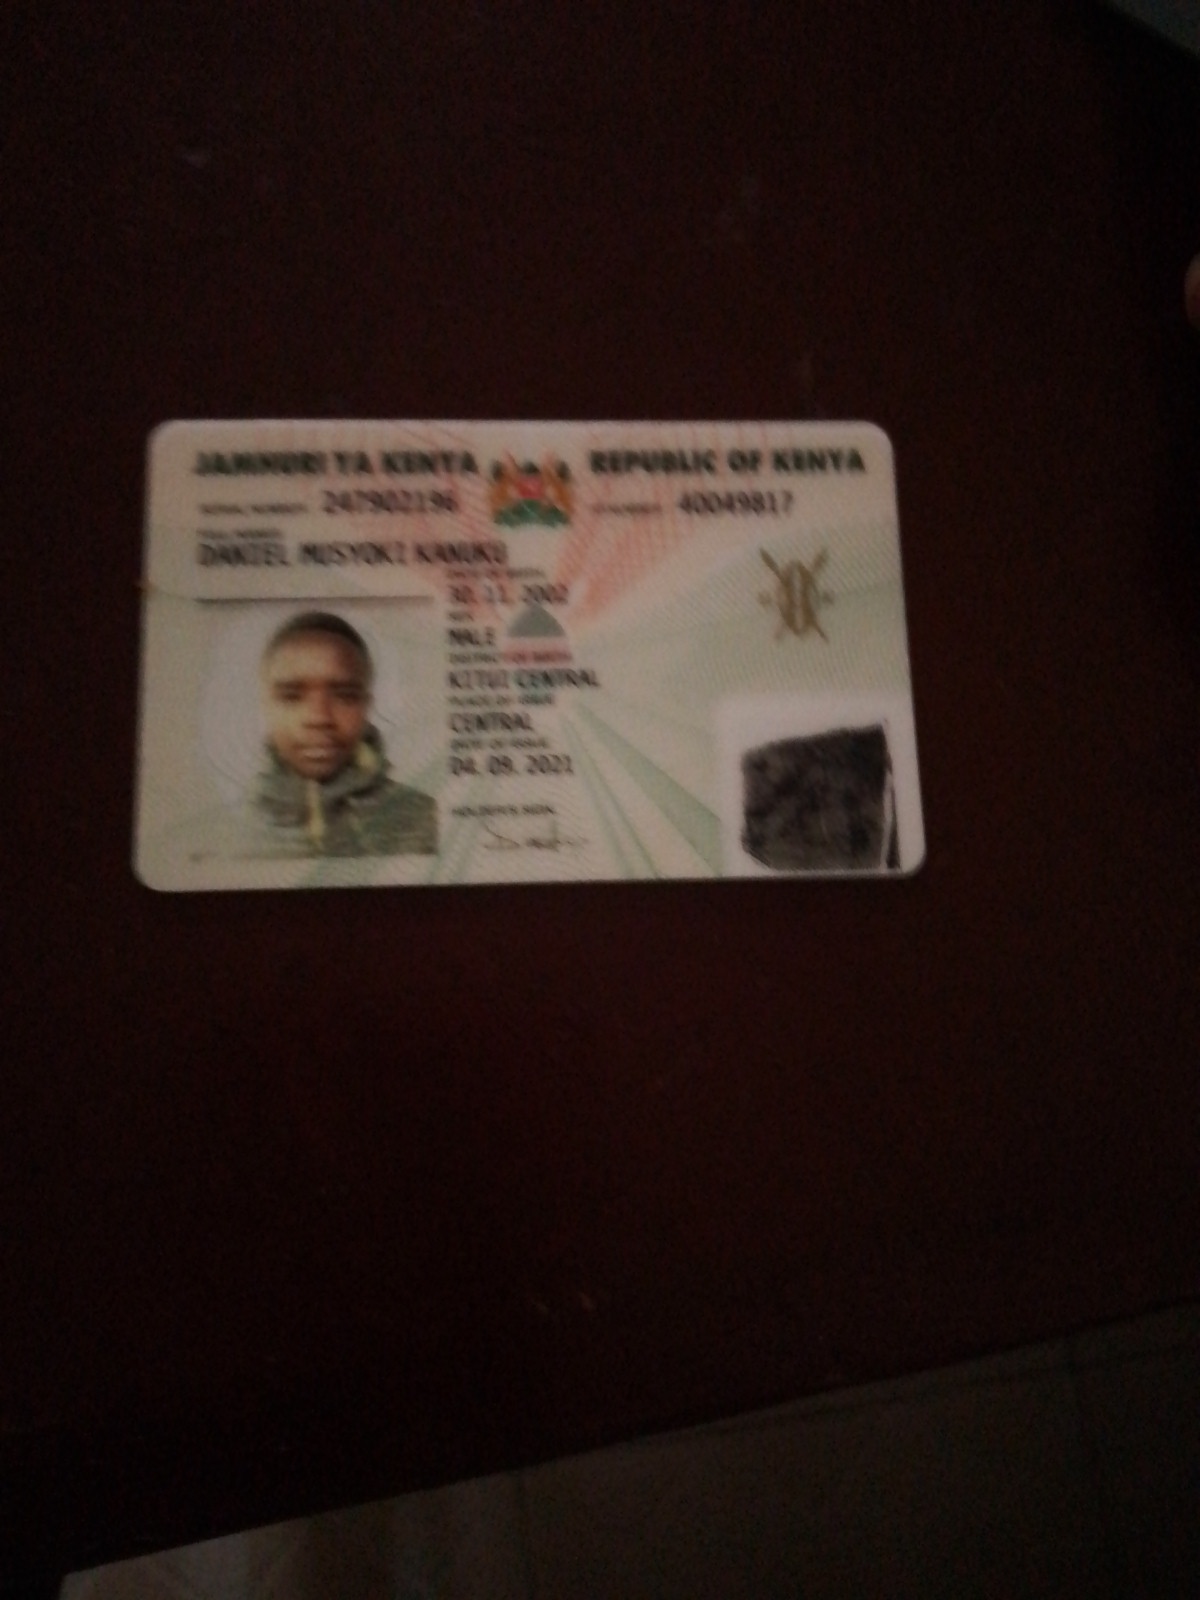 JAMHURI YA KENYA REPUBLIC OF KENYA
SERIAL NUMBER: 247902196 ID NUMBER: 40049817
FULL NAMES
DANIEL MUSYOKI
DATE OF BIRTH
30. 11. 2002
SEX
MALE
DISTRICT OF BIRTH
KITUI CENTRAL
PLACE OF ISSUE
CENTRAL
DATE OF ISSUE
04. 09. 2021
HOLDER'S SIGN.